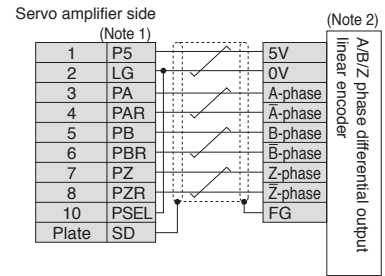 Servo amplifier side
(Note 1)
(Note 2)
1 P5 5V
2 LG 0V
3 PA A-phase
4 PAR A̅-phase
5 PB B-phase
6 PBR B̅-phase
7 PZ Z-phase
8 PZR Z̅-phase
10 PSEL FG
Plate SD
A/B/Z phase differential output
linear encoder